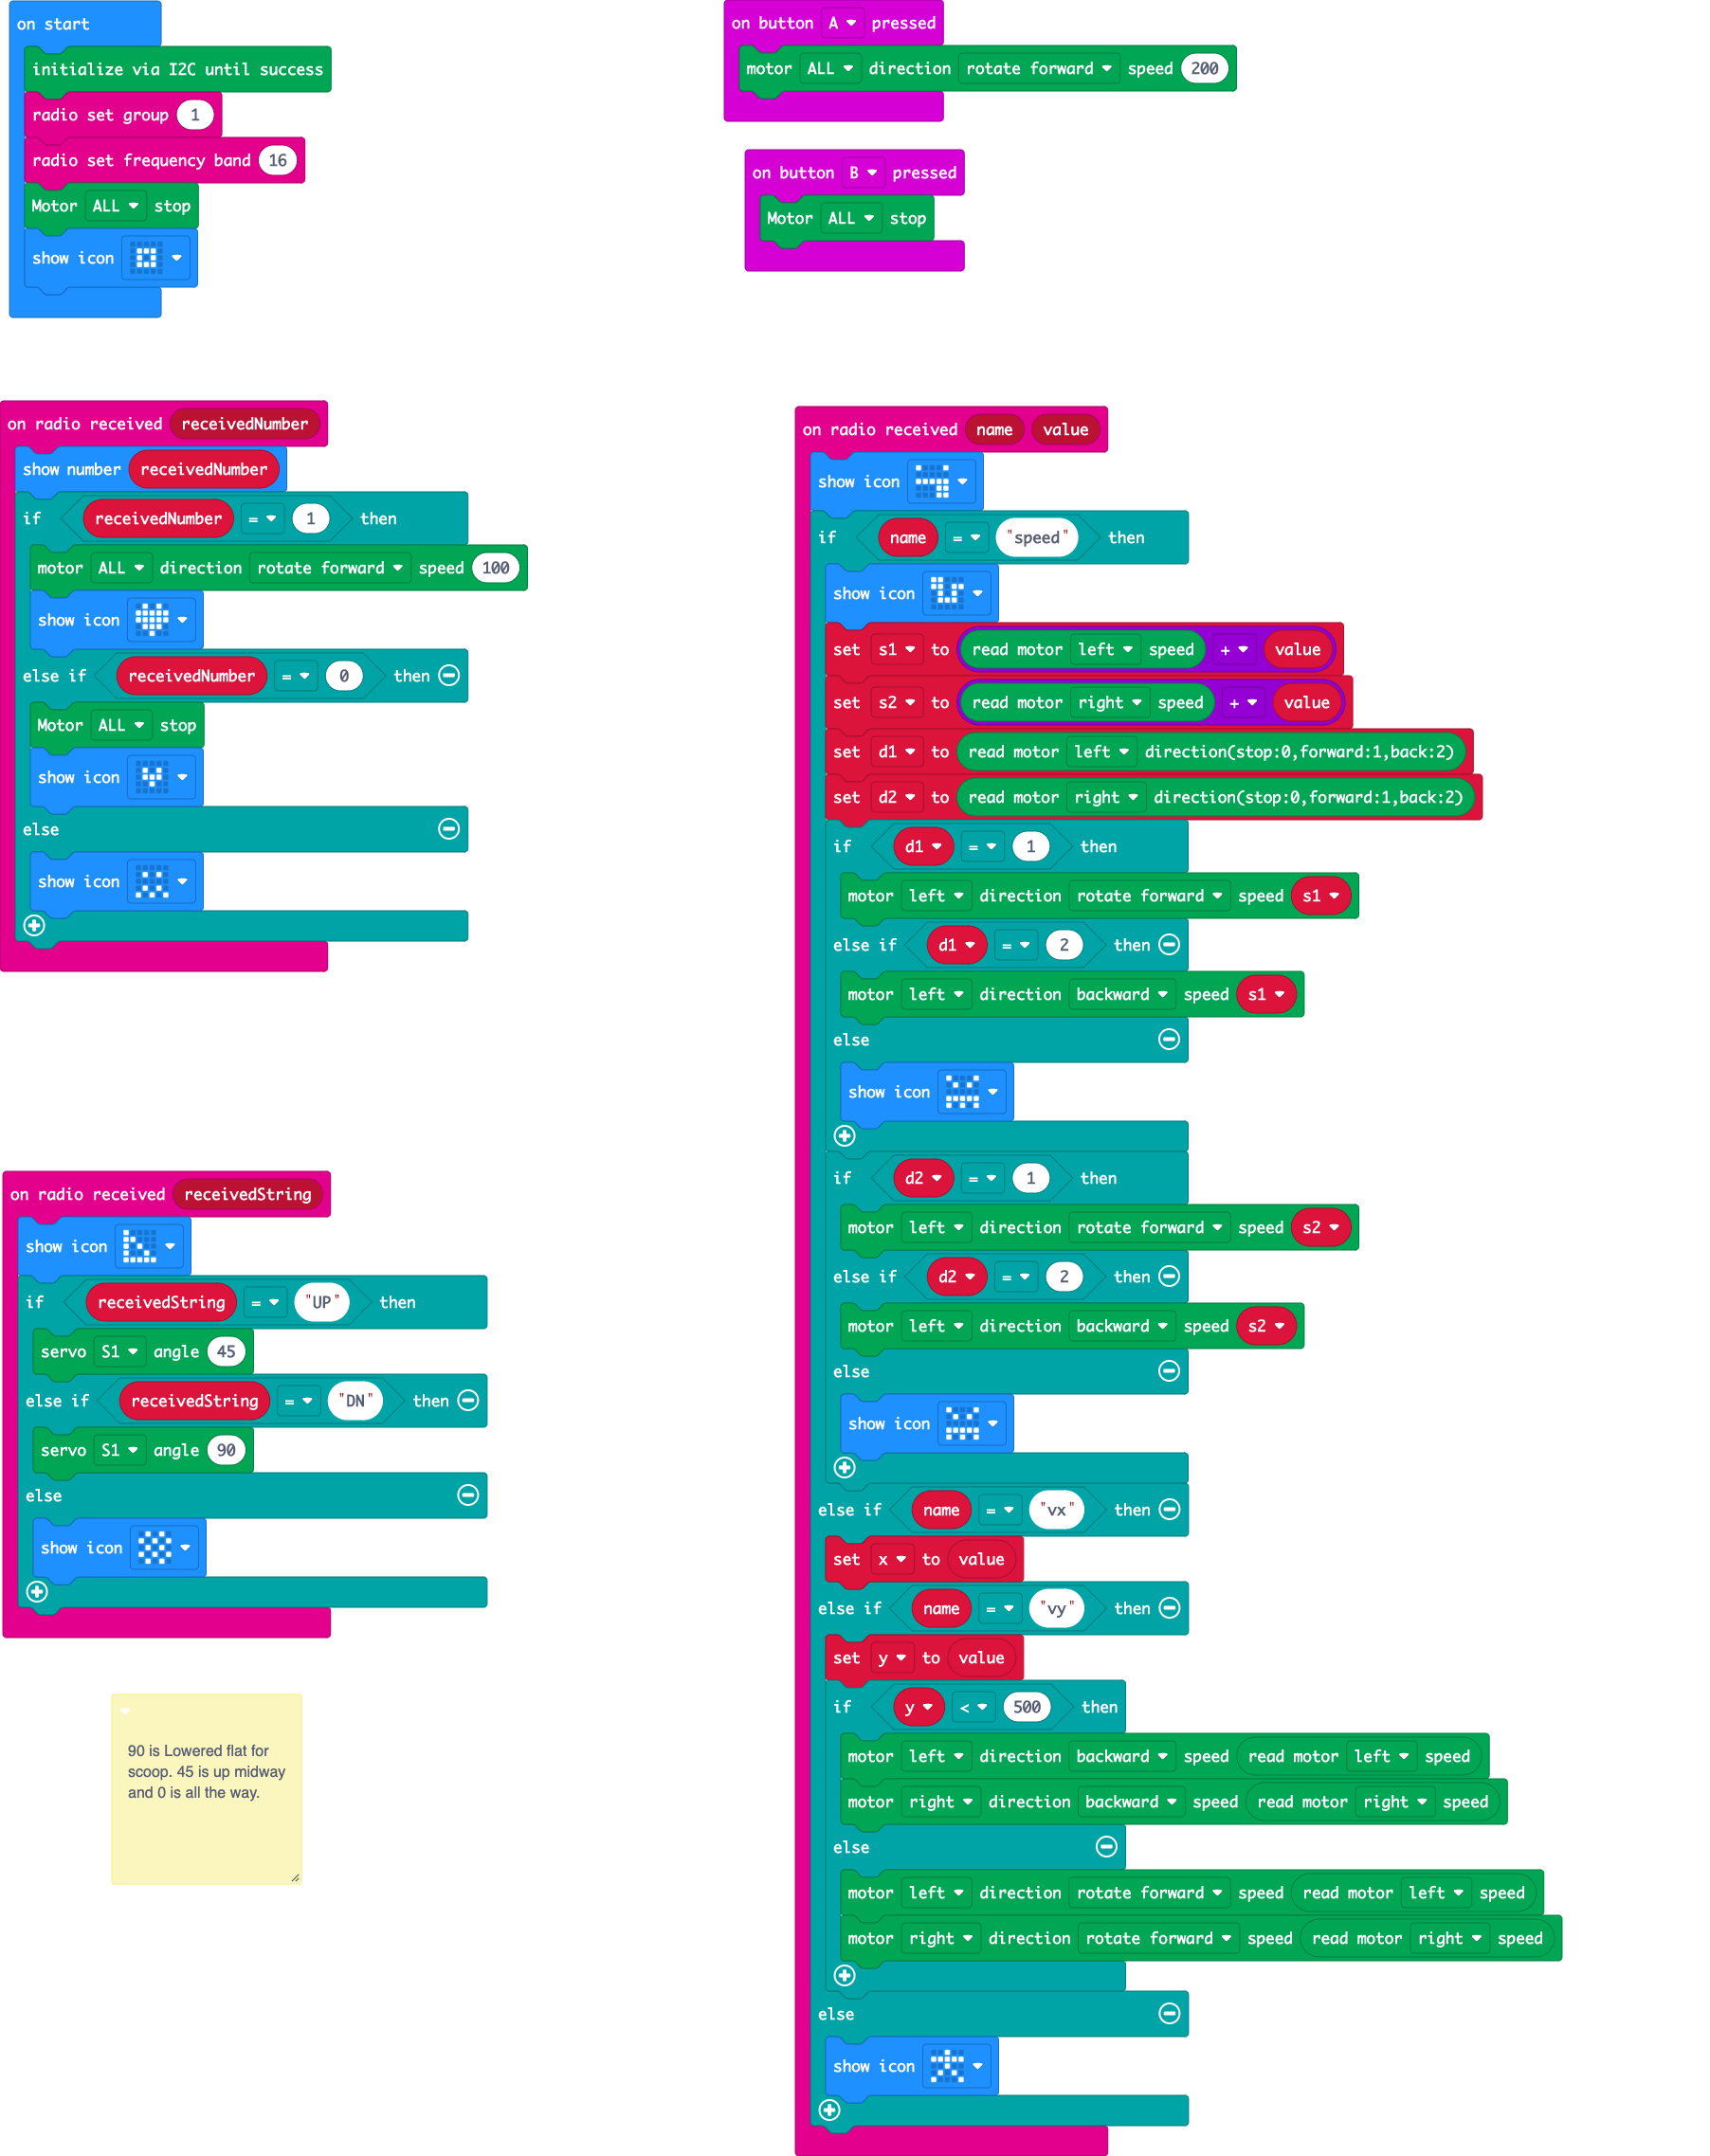 on start
initialize via I2C until success
radio set group 1
radio set frequency band 16
Motor ALL stop
show icon
on button A pressed
motor ALL direction rotate forward speed 200
on button B pressed
Motor ALL stop
on radio received receivedNumber
show number receivedNumber
if receivedNumber = 1 then
motor ALL direction rotate forward speed 100
show icon
else if receivedNumber = 0 then
Motor ALL stop
show icon
else
show icon
on radio received receivedString
show icon
if receivedString = "UP" then
servo S1 angle 45
else if receivedString = "DN" then
servo S1 angle 90
else
show icon
90 is Lowered flat for
scoop. 45 is up midway
and 0 is all the way.
on radio received name value
show icon
if name = "speed" then
show icon
set s1 to read motor left speed + value
set s2 to read motor right speed + value
set d1 to read motor left direction(stop:0,forward:1,back:2)
set d2 to read motor right direction(stop:0,forward:1,back:2)
if d1 = 1 then
motor left direction rotate forward speed s1
else if d1 = 2 then
motor left direction backward speed s1
else
show icon
if d2 = 1 then
motor left direction rotate forward speed s2
else if d2 = 2 then
motor left direction backward speed s2
else
show icon
else if name = "vx" then
set x to value
else if name = "vy" then
set y to value
if y < 500 then
motor left direction backward speed read motor left speed
motor right direction backward speed read motor right speed
else
motor left direction rotate forward speed read motor left speed
motor right direction rotate forward speed read motor right speed
else
show icon